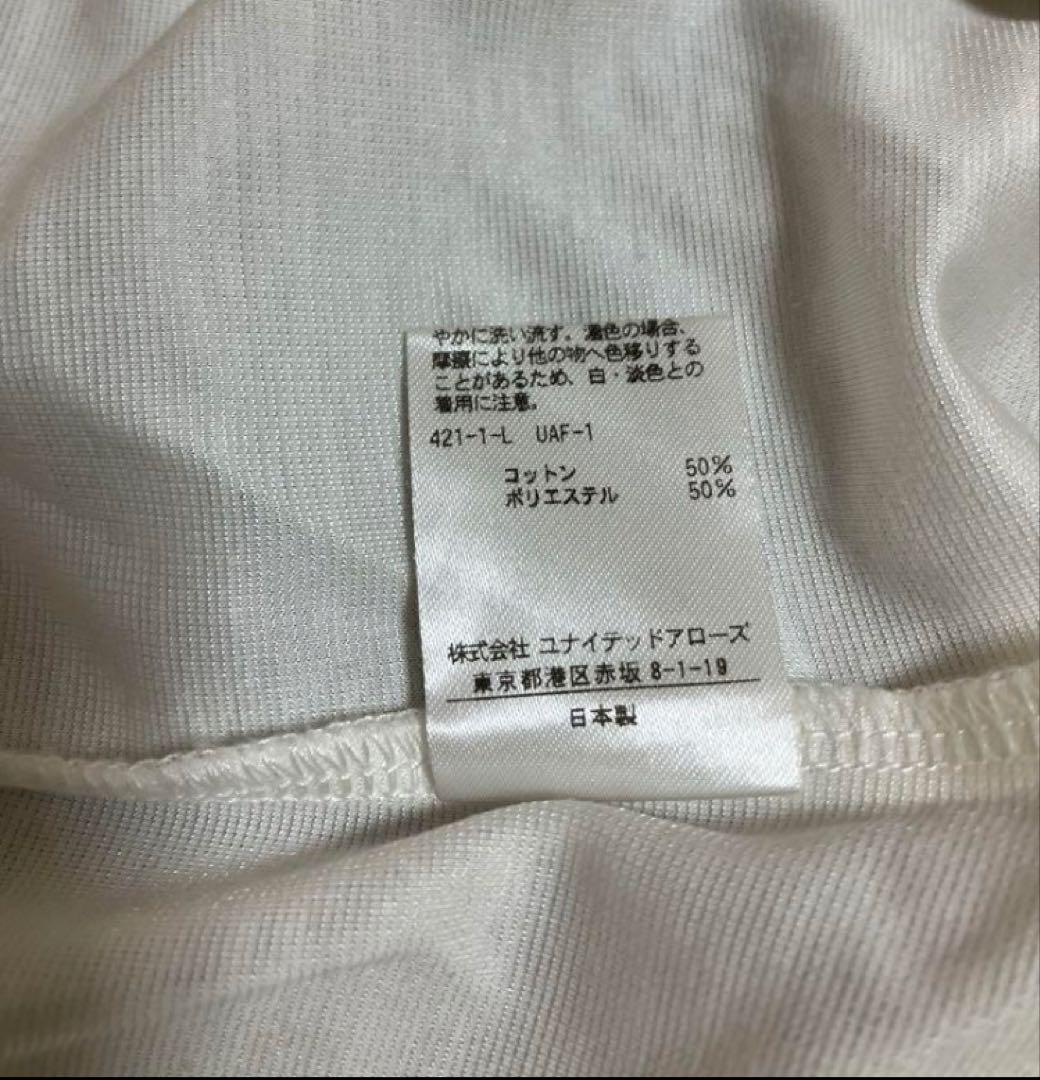 やかに洗い流す。濃色の場合、
摩擦により他の物へ色移りする
ことがあるため、白・淡色との
着用に注意。
421-1-L UAF-1
コットン 50%
ポリエステル 50%
株式会社 ユナイテッドアローズ
東京都港区赤坂 8-1-19
日本製